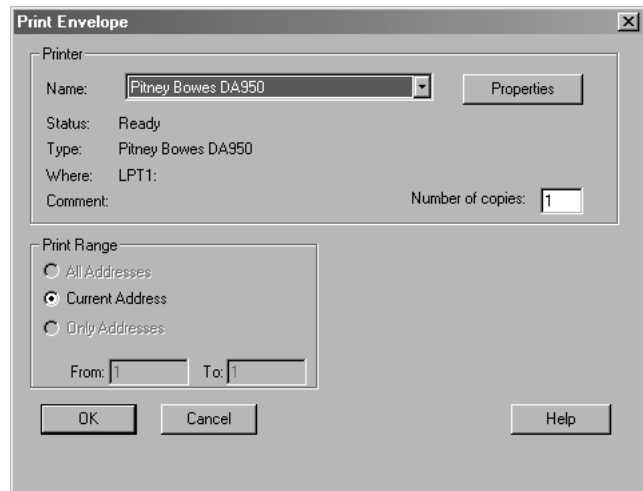 Print Envelope
Printer
Name: Pitney Bowes DA950 Properties
Status: Ready
Type: Pitney Bowes DA950
Where: LPT1:
Comment: Number of copies: 1
Print Range
All Addresses
Current Address
Only Addresses
From: 1 To: 1
OK Cancel Help